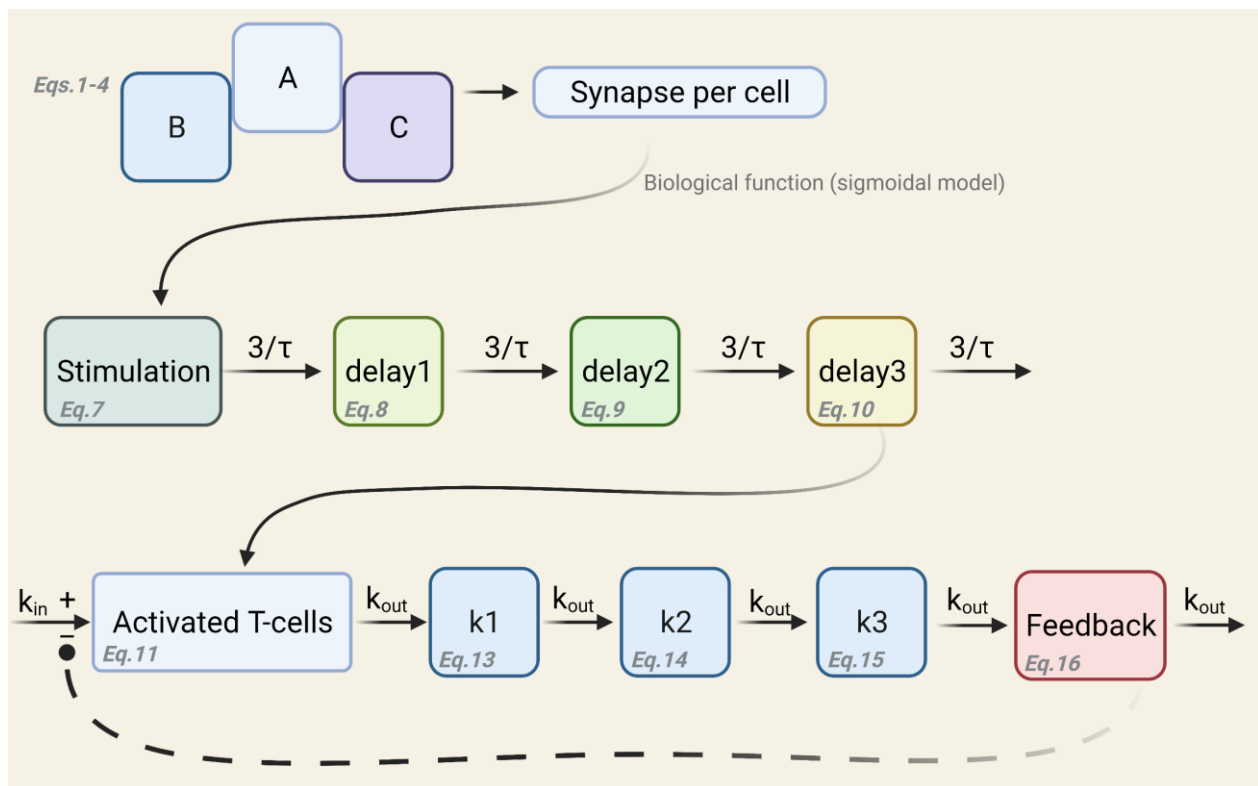 Eqs.1-4
B
A
C
Synapse per cell
Biological function (sigmoidal model)
Stimulation
Eq.7
3/τ
delay1
Eq.8
3/τ
delay2
Eq.9
3/τ
delay3
Eq.10
3/τ
kin +
−
Activated T-cells
Eq.11
kout
k1
Eq.13
kout
k2
Eq.14
kout
k3
Eq.15
kout
Feedback
Eq.16
kout